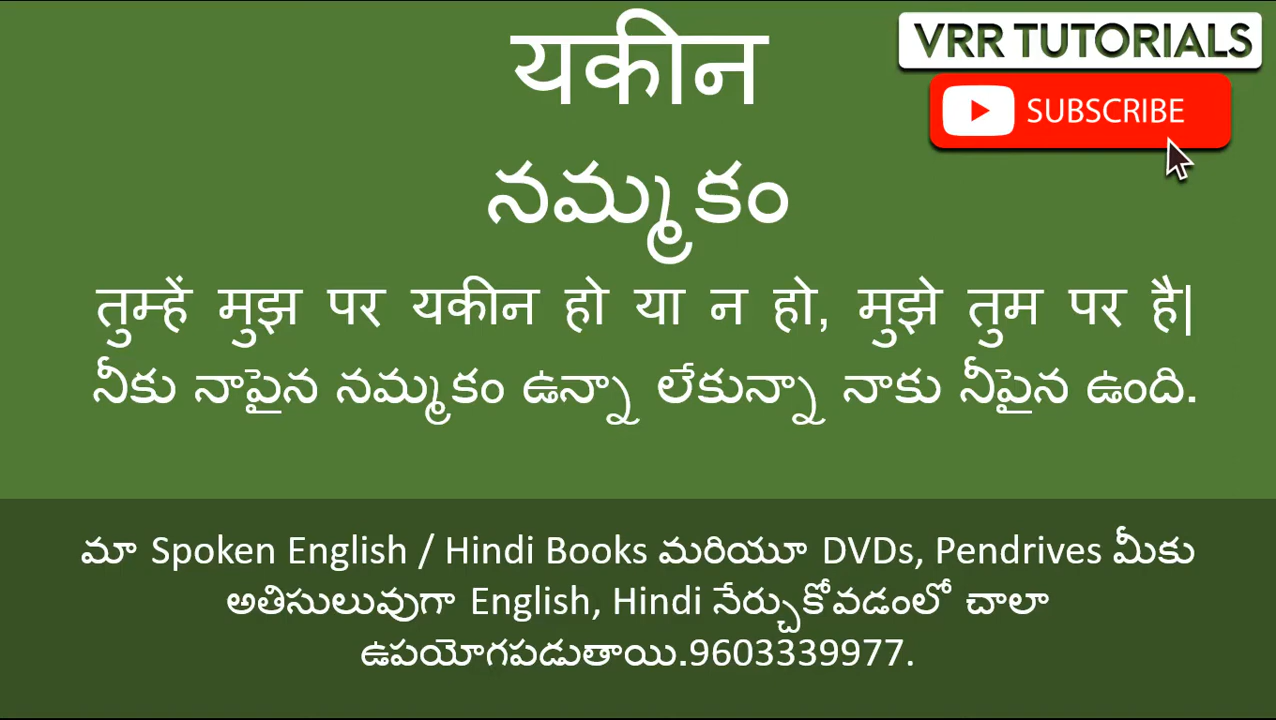 यकीन
VRR TUTORIALS
SUBSCRIBE
నమ్మకం
तुम्हें मुझ पर यकीन हो या न हो, मुझे तुम पर है|
నీకు నాపైన నమ్మకం ఉన్నా లేకున్నా నాకు నీపైన ఉంది.
మా Spoken English / Hindi Books మరియూ DVDs, Pendrives మీకు
అతిసులువుగా English, Hindi నేర్చుకోవడంలో చాలా
ఉపయోగపడుతాయి.9603339977.